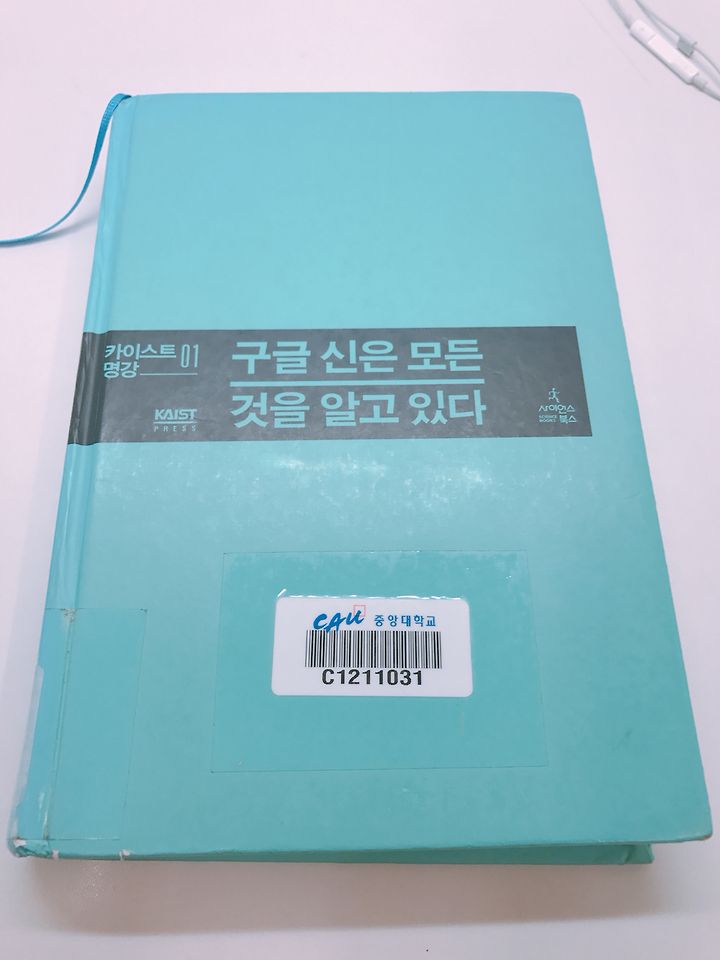 카이스트 01
명강
KAIST
PRESS
구글 신은 모든
것을 알고 있다
사이언스
SCIENCE BOOKS 북스
CAU 중앙대학교
C1211031